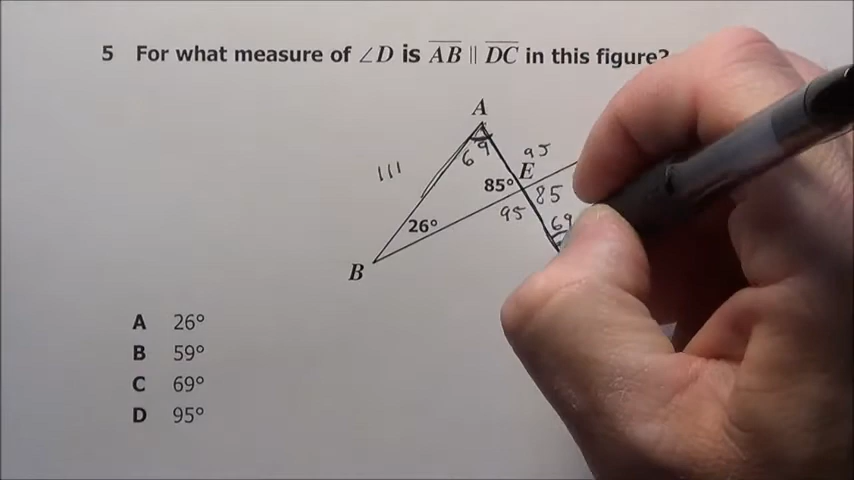 5 For what measure of ∠D is AB || DC in this figure?
A
111
69
95
E
85°
85
26°
95
69
B
A 26°
B 59°
C 69°
D 95°